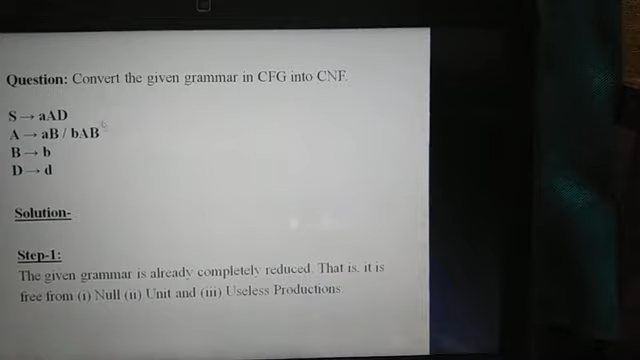 Question: Convert the given grammar in CFG into CNF.
S → aAD
A → aB / bAB
B → b
D → d
Solution-
Step-1:
The given grammar is already completely reduced. That is, it is
free from (i) Null (ii) Unit and (iii) Useless Productions.